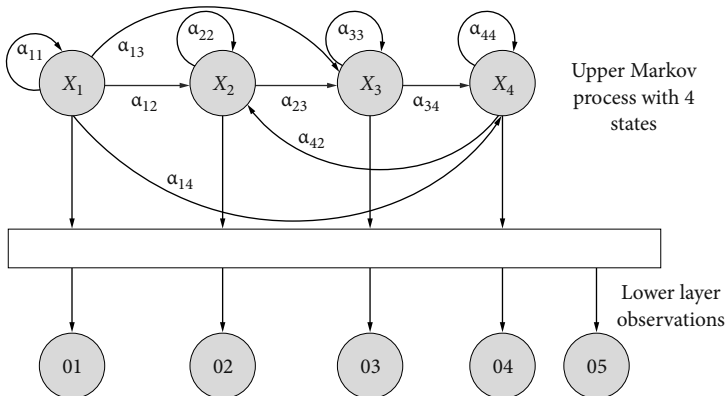 α11
α13
α22
α33
α44
X1
X2
X3
X4
α12
α23
α34
α42
α14
Upper Markov
process with 4
states
Lower layer
observations
01
02
03
04
05